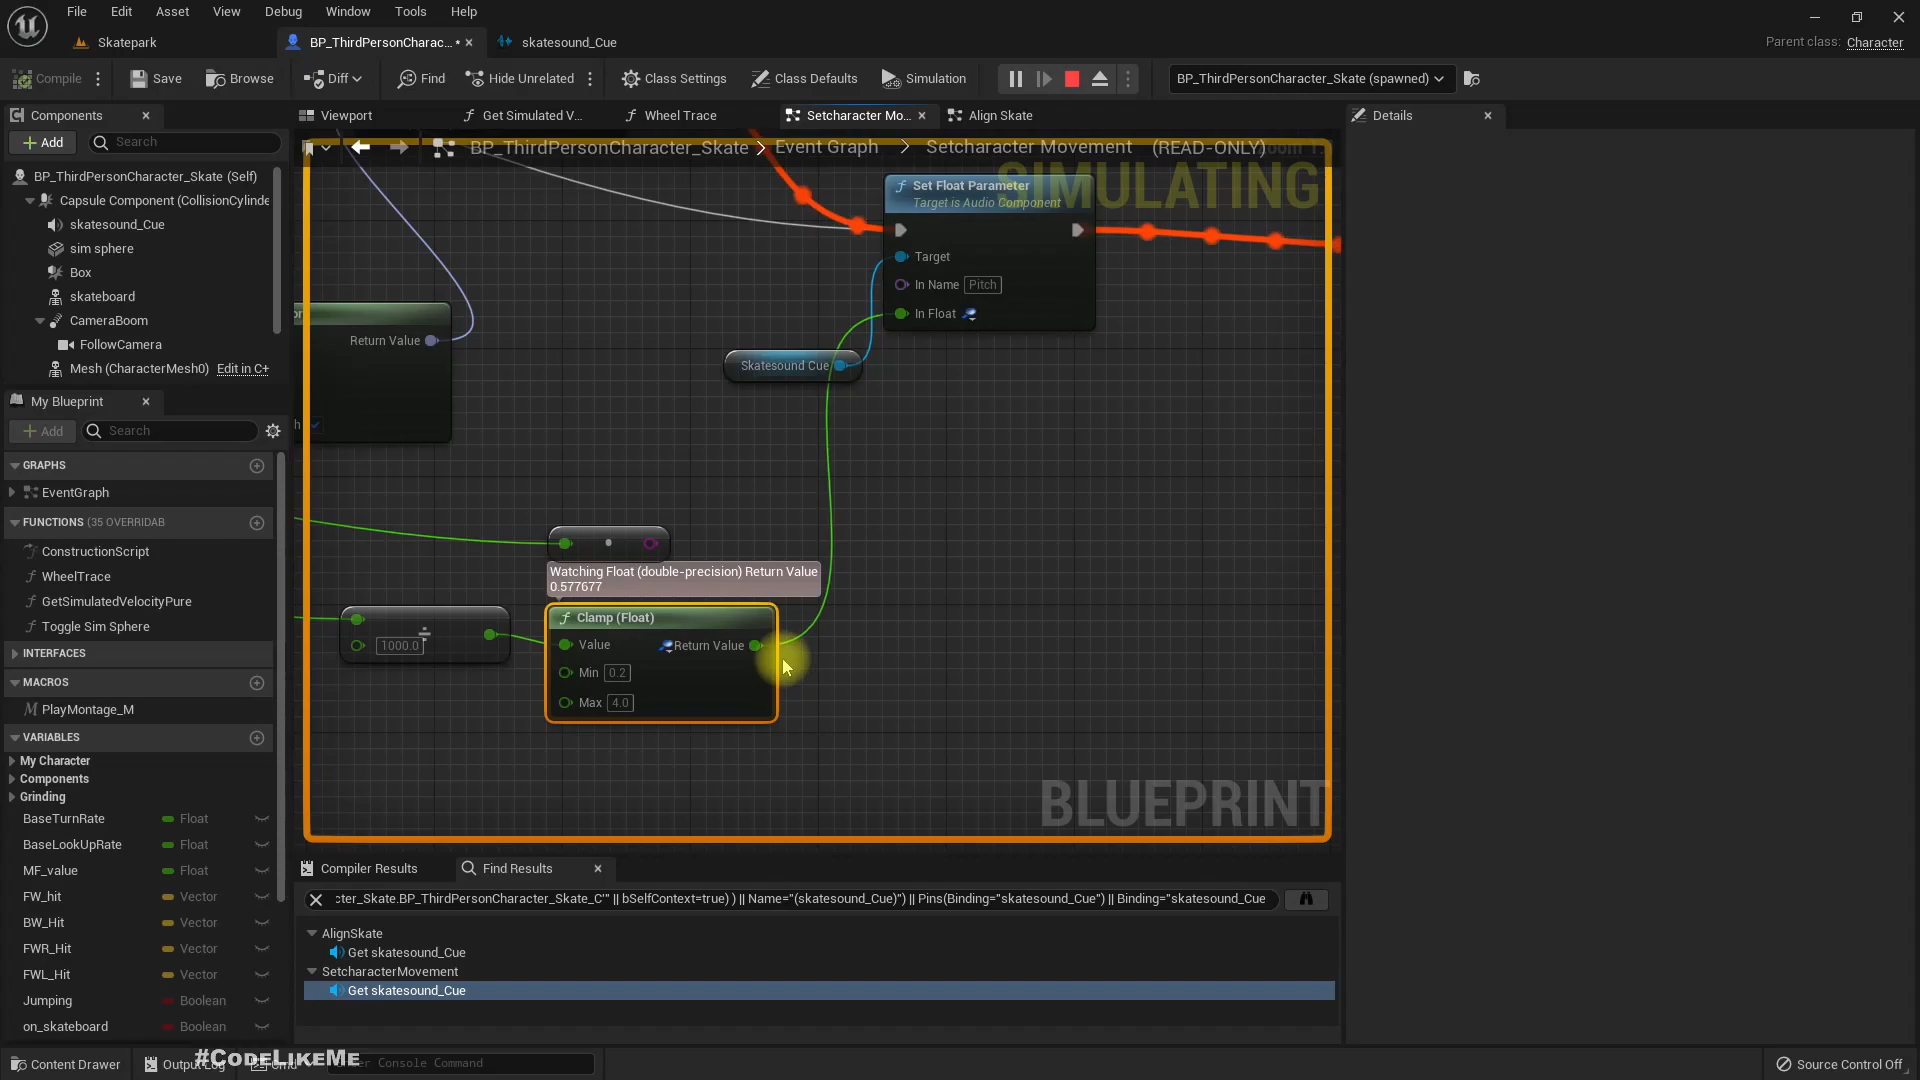 File Edit Asset View Debug Window Tools Help
Skatepark
BP_ThirdPersonCharac... *
skatesound_Cue
Parent class: Character
Compile
Save
Browse
Diff
Find
Hide Unrelated
Class Settings
Class Defaults
Simulation
BP_ThirdPersonCharacter_Skate (spawned)
Components
Viewport
Get Simulated V...
Wheel Trace
Setcharacter Mo...
Align Skate
Details
Add
Search
BP_ThirdPersonCharacter_Skate > Event Graph > Setcharacter Movement (READ-ONLY)
SIMULATING
BP_ThirdPersonCharacter_Skate (Self)
Capsule Component (CollisionCylinde
skatesound_Cue
sim sphere
Box
skateboard
CameraBoom
FollowCamera
Mesh (CharacterMesh0) Edit in C+
Set Float Parameter
Target is Audio Component
Target
In Name Pitch
In Float
Return Value
Skatesound Cue
Watching Float (double-precision) Return Value
0.577677
Clamp (Float)
Value
Return Value
Min 0.2
Max 4.0
1000.0
BLUEPRINT
My Blueprint
Add
Search
GRAPHS
EventGraph
FUNCTIONS (35 OVERRIDAB
ConstructionScript
WheelTrace
GetSimulatedVelocityPure
Toggle Sim Sphere
INTERFACES
MACROS
PlayMontage_M
VARIABLES
My Character
Components
Grinding
BaseTurnRate Float
BaseLookUpRate Float
MF_value Float
FW_hit Vector
BW_Hit Vector
FWR_Hit Vector
FWL_Hit Vector
Jumping Boolean
on_skateboard Boolean
Compiler Results
Find Results
cter_Skate.BP_ThirdPersonCharacter_Skate_C'" || bSelfContext=true) ) || Name="(skatesound_Cue)") || Pins(Binding="skatesound_Cue") || Binding="skatesound_Cue
AlignSkate
Get skatesound_Cue
SetcharacterMovement
Get skatesound_Cue
Content Drawer
Output Log
#CodeLikeMe
Console Command
Source Control Off